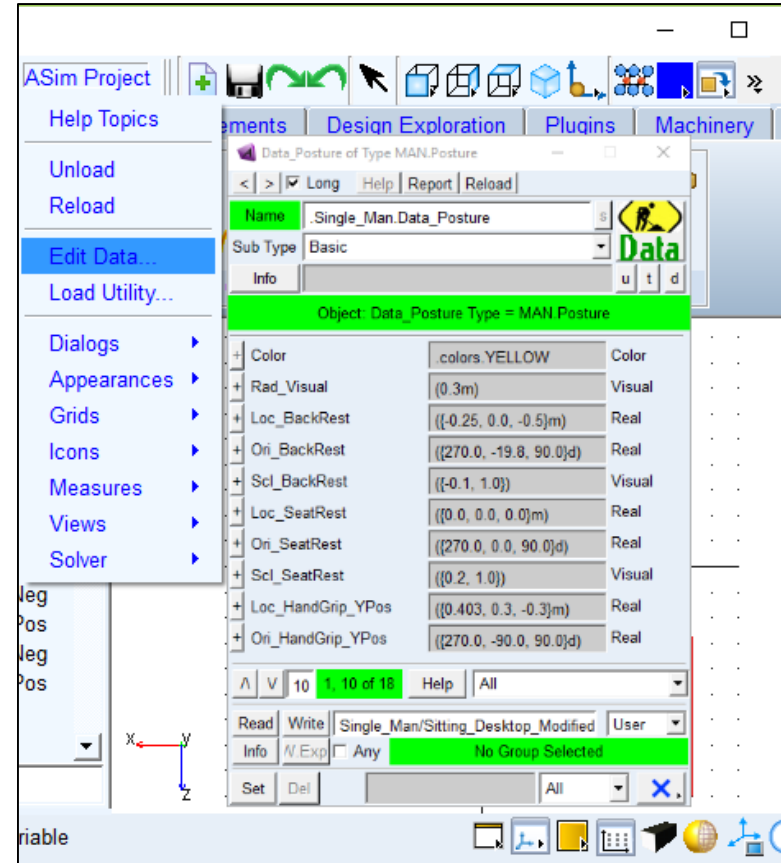 ASim Project
Help Topics
Unload
Reload
Edit Data...
Load Utility...
Dialogs
Appearances
Grids
Icons
Measures
Views
Solver
ements Design Exploration Plugins Machinery
Data_Posture of Type MAN.Posture
< > Long Help Report Reload
Name .Single_Man.Data_Posture s
Sub Type Basic Data
Info u t d
Object: Data_Posture Type = MAN.Posture
+ Color .colors.YELLOW Color
+ Rad_Visual (0.3m) Visual
+ Loc_BackRest ({-0.25, 0.0, -0.5}m) Real
+ Ori_BackRest ({270.0, -19.8, 90.0}d) Real
+ Scl_BackRest ({-0.1, 1.0}) Visual
+ Loc_SeatRest ({0.0, 0.0, 0.0}m) Real
+ Ori_SeatRest ({270.0, 0.0, 90.0}d) Real
+ Scl_SeatRest ({0.2, 1.0}) Visual
+ Loc_HandGrip_YPos ({0.403, 0.3, -0.3}m) Real
+ Ori_HandGrip_YPos ({270.0, -90.0, 90.0}d) Real
Λ V 10 1, 10 of 18 Help All
Read Write Single_Man/Sitting_Desktop_Modified User
Info W.Exp Any No Group Selected
Set Del All
Neg
Pos
Neg
Pos
x y
z
riable